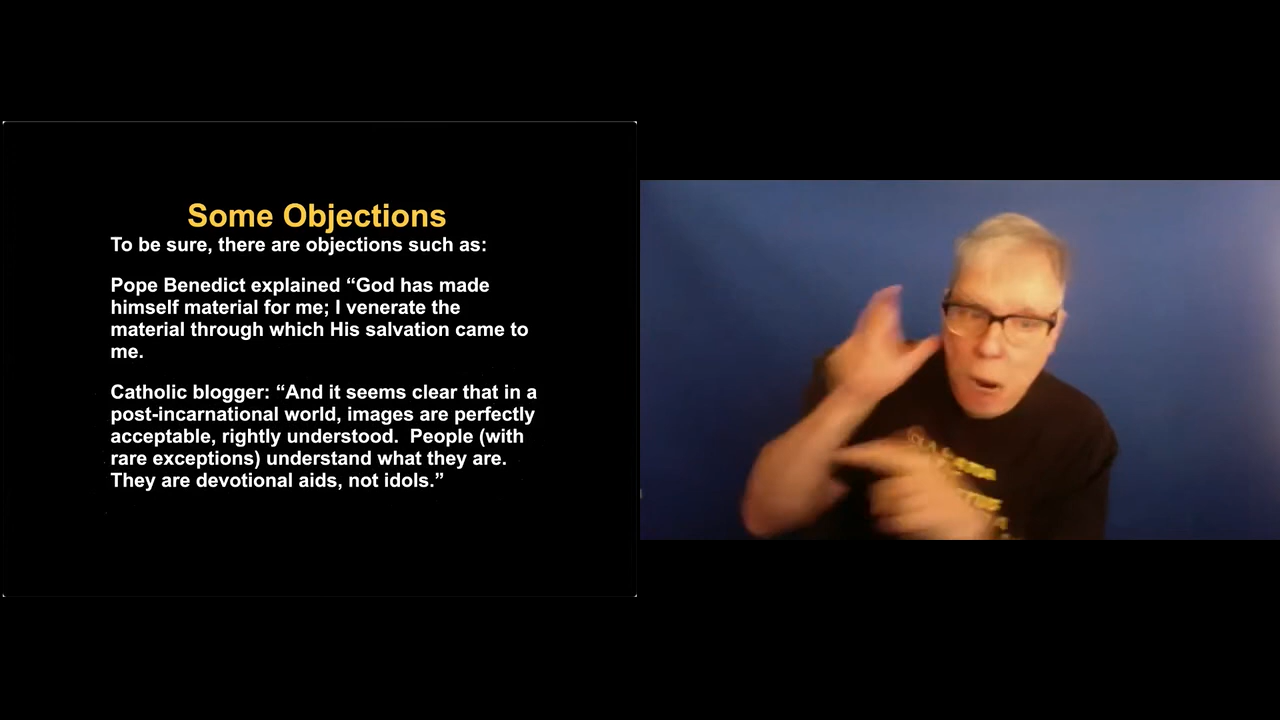 Some Objections
To be sure, there are objections such as:
Pope Benedict explained “God has made
himself material for me; I venerate the
material through which His salvation came to
me.
Catholic blogger: “And it seems clear that in a
post-incarnational world, images are perfectly
acceptable, rightly understood.  People (with
rare exceptions) understand what they are.
They are devotional aids, not idols.”